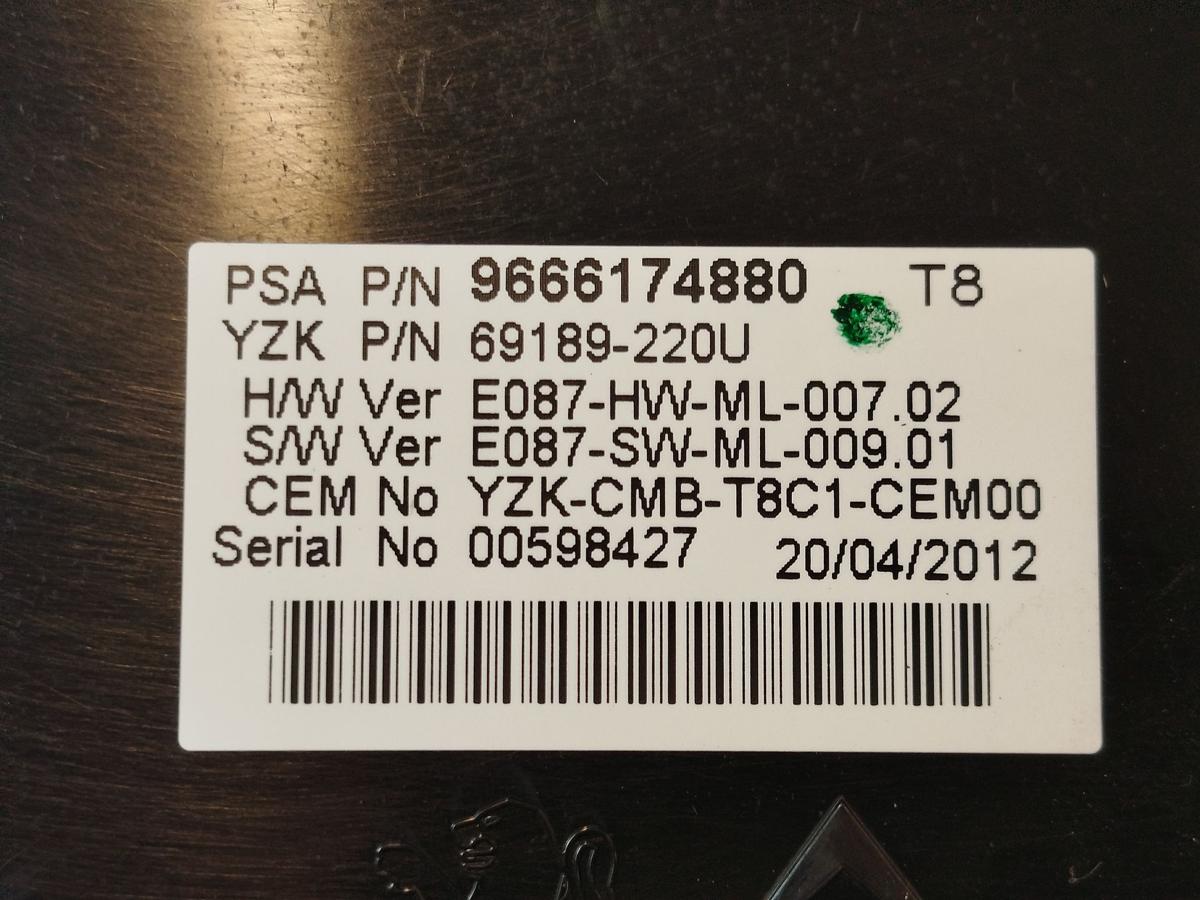 PSA P/N 9666174880 T8
YZK P/N 69189-220U
H/W Ver E087-HW-ML-007.02
S/W Ver E087-SW-ML-009.01
CEM No YZK-CMB-T8C1-CEM00
Serial No 00598427 20/04/2012